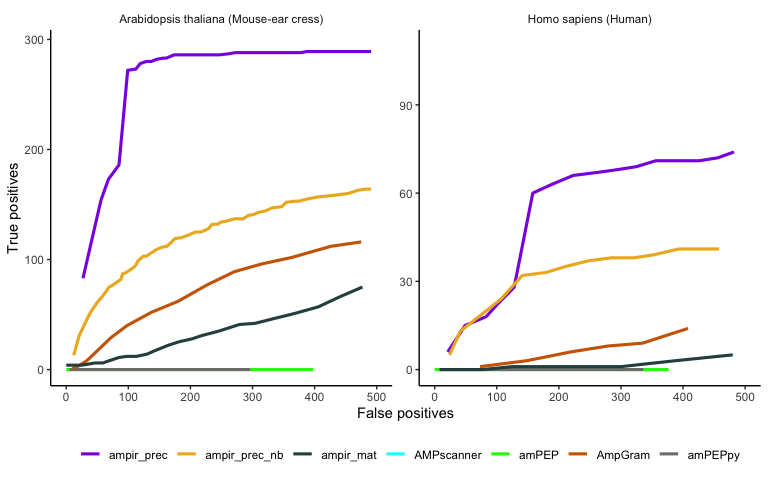 Arabidopsis thaliana (Mouse-ear cress)
Homo sapiens (Human)
True positives
300
200
100
0
90
60
30
0
0 100 200 300 400 500
0 100 200 300 400 500
False positives
ampir_prec ampir_prec_nb ampir_mat AMPscanner amPEP AmpGram amPEPpy